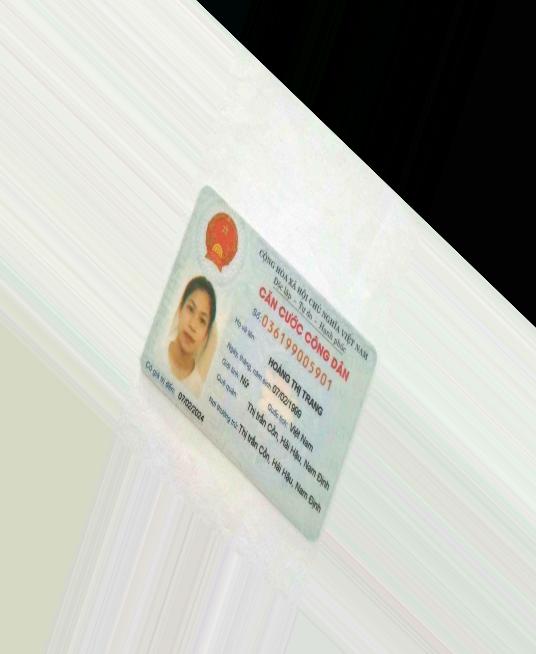 CỘNG HÒA XÃ HỘI CHỦ NGHĨA VIỆT NAM
Độc lập - Tự do - Hạnh phúc
CĂN CƯỚC CÔNG DÂN
Số: 036199005901
Họ và tên:
HOÀNG THỊ TRANG
Ngày, tháng, năm sinh: 07/02/1999
Giới tính: Nữ Quốc tịch: Việt Nam
Quê quán: Thị trấn Cồn, Hải Hậu, Nam Định
Nơi thường trú: Thị trấn Cồn, Hải Hậu, Nam Định
Có giá trị đến: 07/02/2024